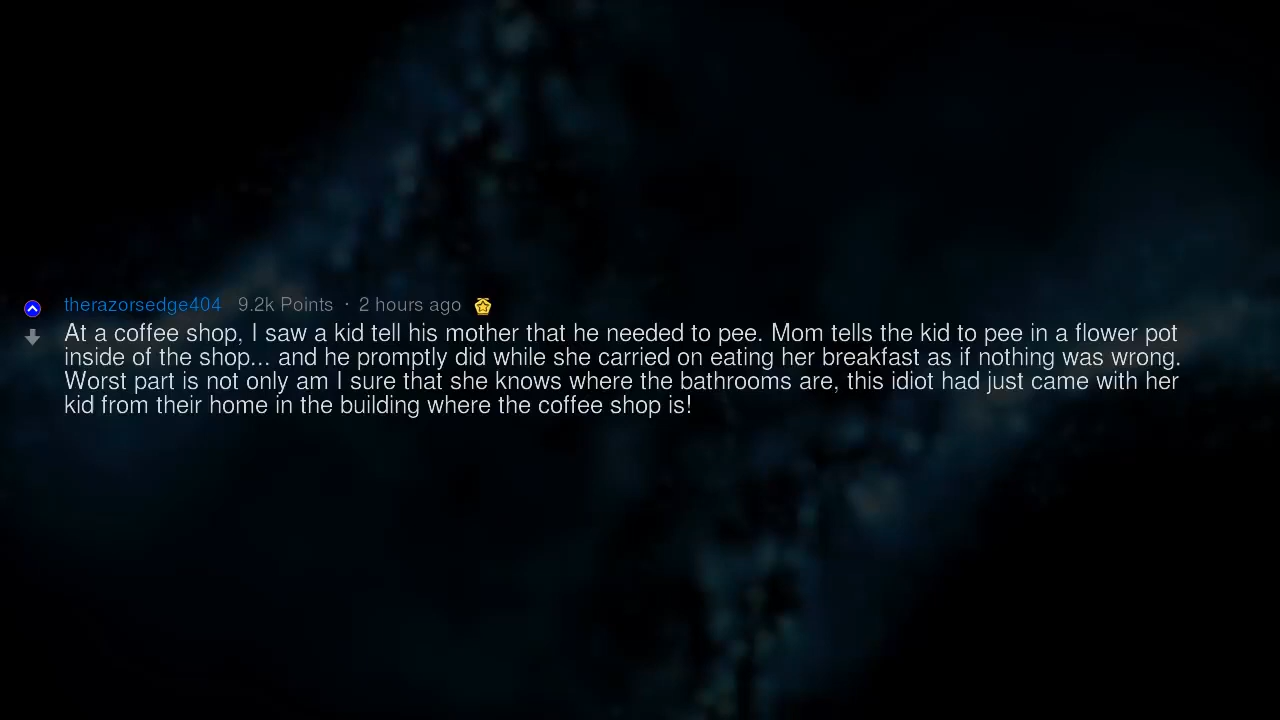 therazorsedge404 9.2k Points · 2 hours ago
At a coffee shop, I saw a kid tell his mother that he needed to pee. Mom tells the kid to pee in a flower pot
inside of the shop... and he promptly did while she carried on eating her breakfast as if nothing was wrong.
Worst part is not only am I sure that she knows where the bathrooms are, this idiot had just came with her
kid from their home in the building where the coffee shop is!